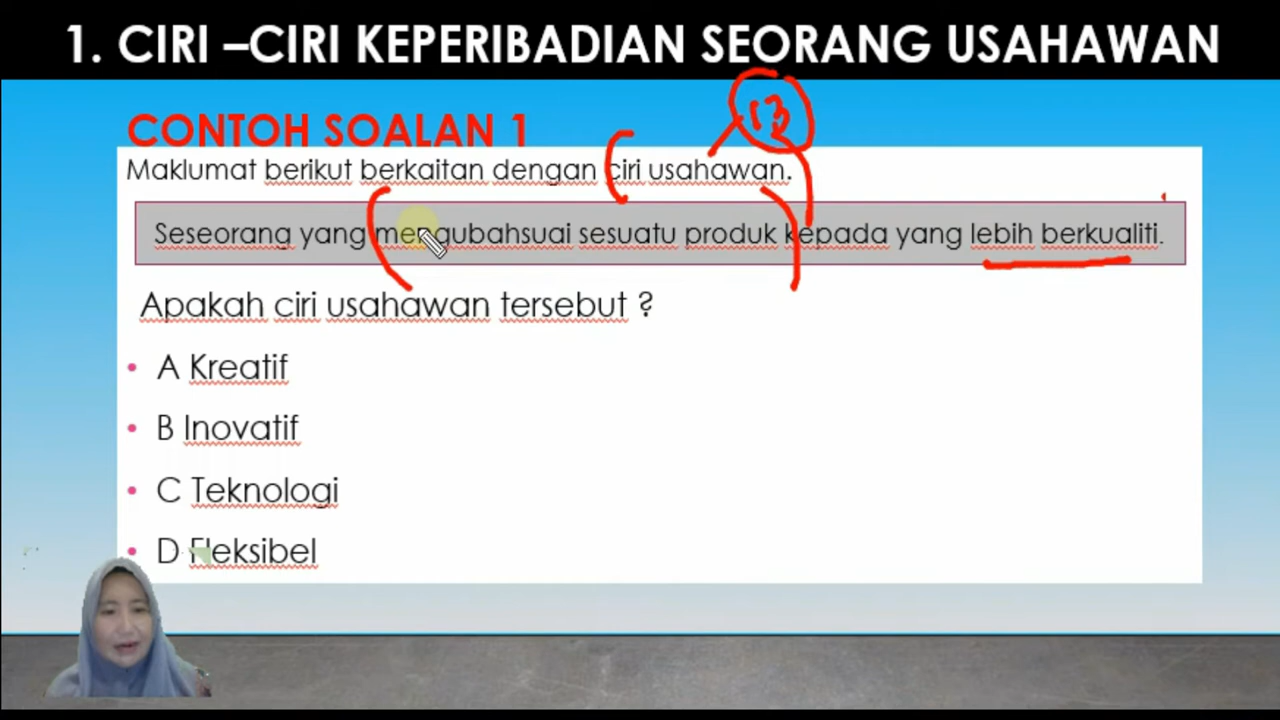 1. CIRI –CIRI KEPERIBADIAN SEORANG USAHAWAN
13
CONTOH SOALAN 1
Maklumat berikut berkaitan dengan ciri usahawan.
Seseorang yang mengubahsuai sesuatu produk kepada yang lebih berkualiti.
Apakah ciri usahawan tersebut ?
• A Kreatif
• B Inovatif
• C Teknologi
• D Fleksibel